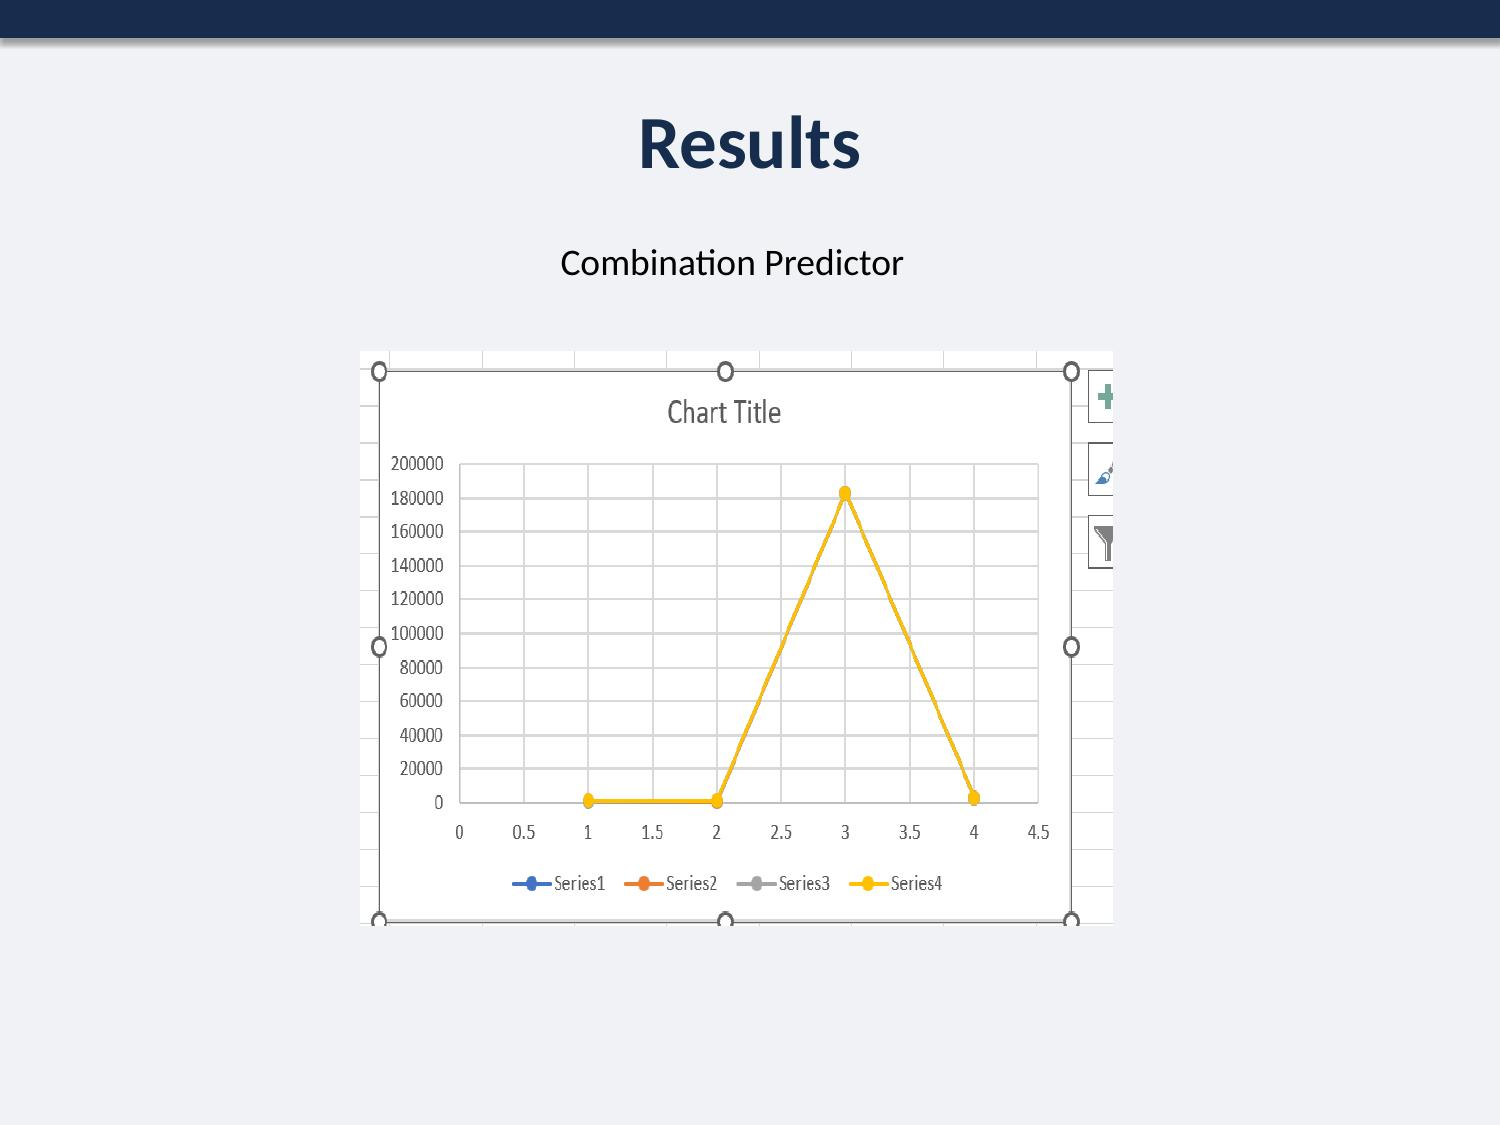 Results
Combination Predictor
Chart Title
200000
180000
160000
140000
120000
100000
80000
60000
40000
20000
0
0 0.5 1 1.5 2 2.5 3 3.5 4 4.5
Series1 Series2 Series3 Series4